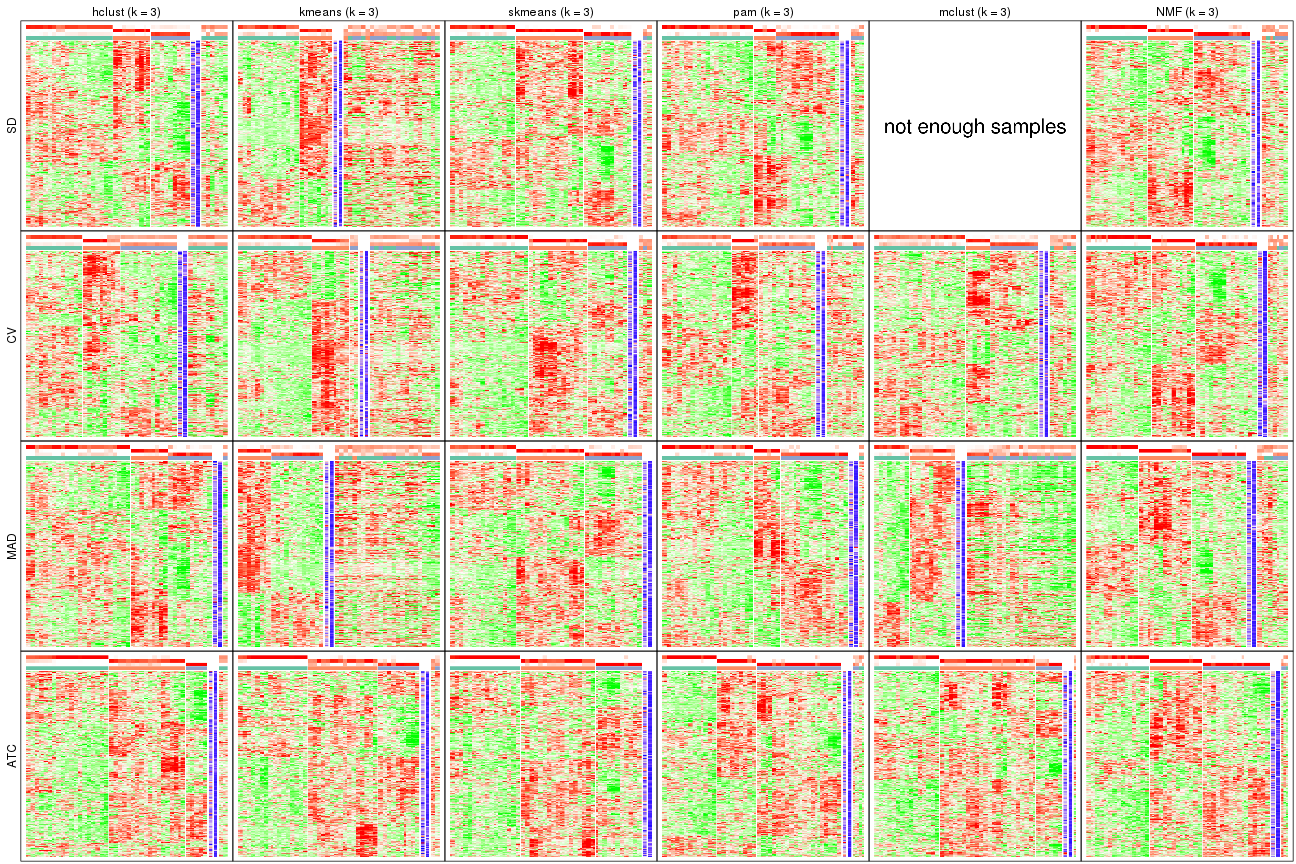 hclust (k = 3) kmeans (k = 3) skmeans (k = 3) pam (k = 3) mclust (k = 3) NMF (k = 3)
SD
not enough samples
CV
MAD
ATC